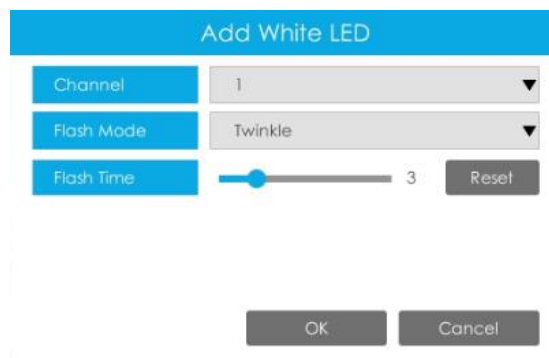 Add White LED
Channel 1
Flash Mode Twinkle
Flash Time 3 Reset
OK Cancel